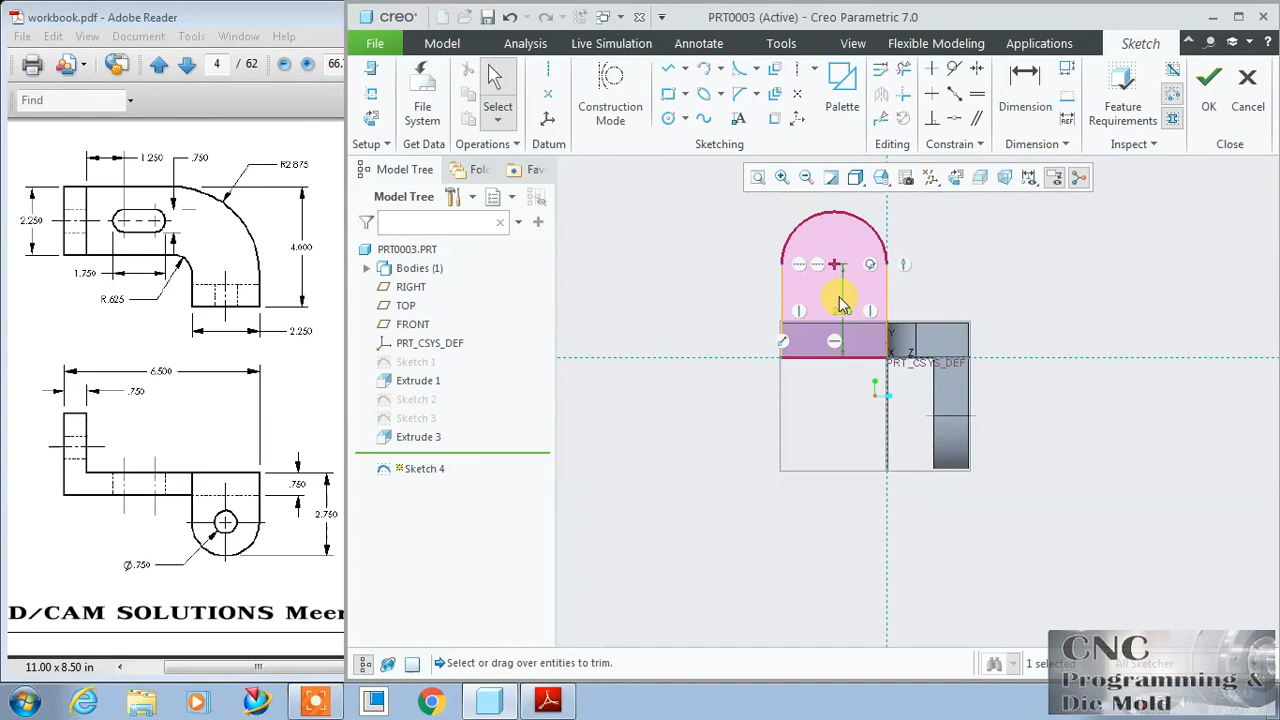 workbook.pdf - Adobe Reader
File Edit View Document Tools Window Help
4 / 62 66.
Find
1.250 .750 R2.875
2.250
4.000
1.750
R.625
2.250
6.500
.750
.750
2.750
Ø.750
D/CAM SOLUTIONS Meer
11.00 x 8.50 in
creo PRT0003 (Active) - Creo Parametric 7.0
File Model Analysis Live Simulation Annotate Tools View Flexible Modeling Applications Sketch
File System
Select
Construction Mode
Palette
Dimension
Feature Requirements
OK Cancel
Setup Get Data Operations Datum Sketching Editing Constrain Dimension Inspect Close
Model Tree Fol Fav
Model Tree
PRT0003.PRT
Bodies (1)
RIGHT
TOP
FRONT
PRT_CSYS_DEF
Sketch 1
Extrude 1
Sketch 2
Sketch 3
Extrude 3
Sketch 4
Y
X Z
PRT_CSYS_DEF
Select or drag over entities to trim.
1 selected All Sketcher
CNC
Programming &
Die Mold